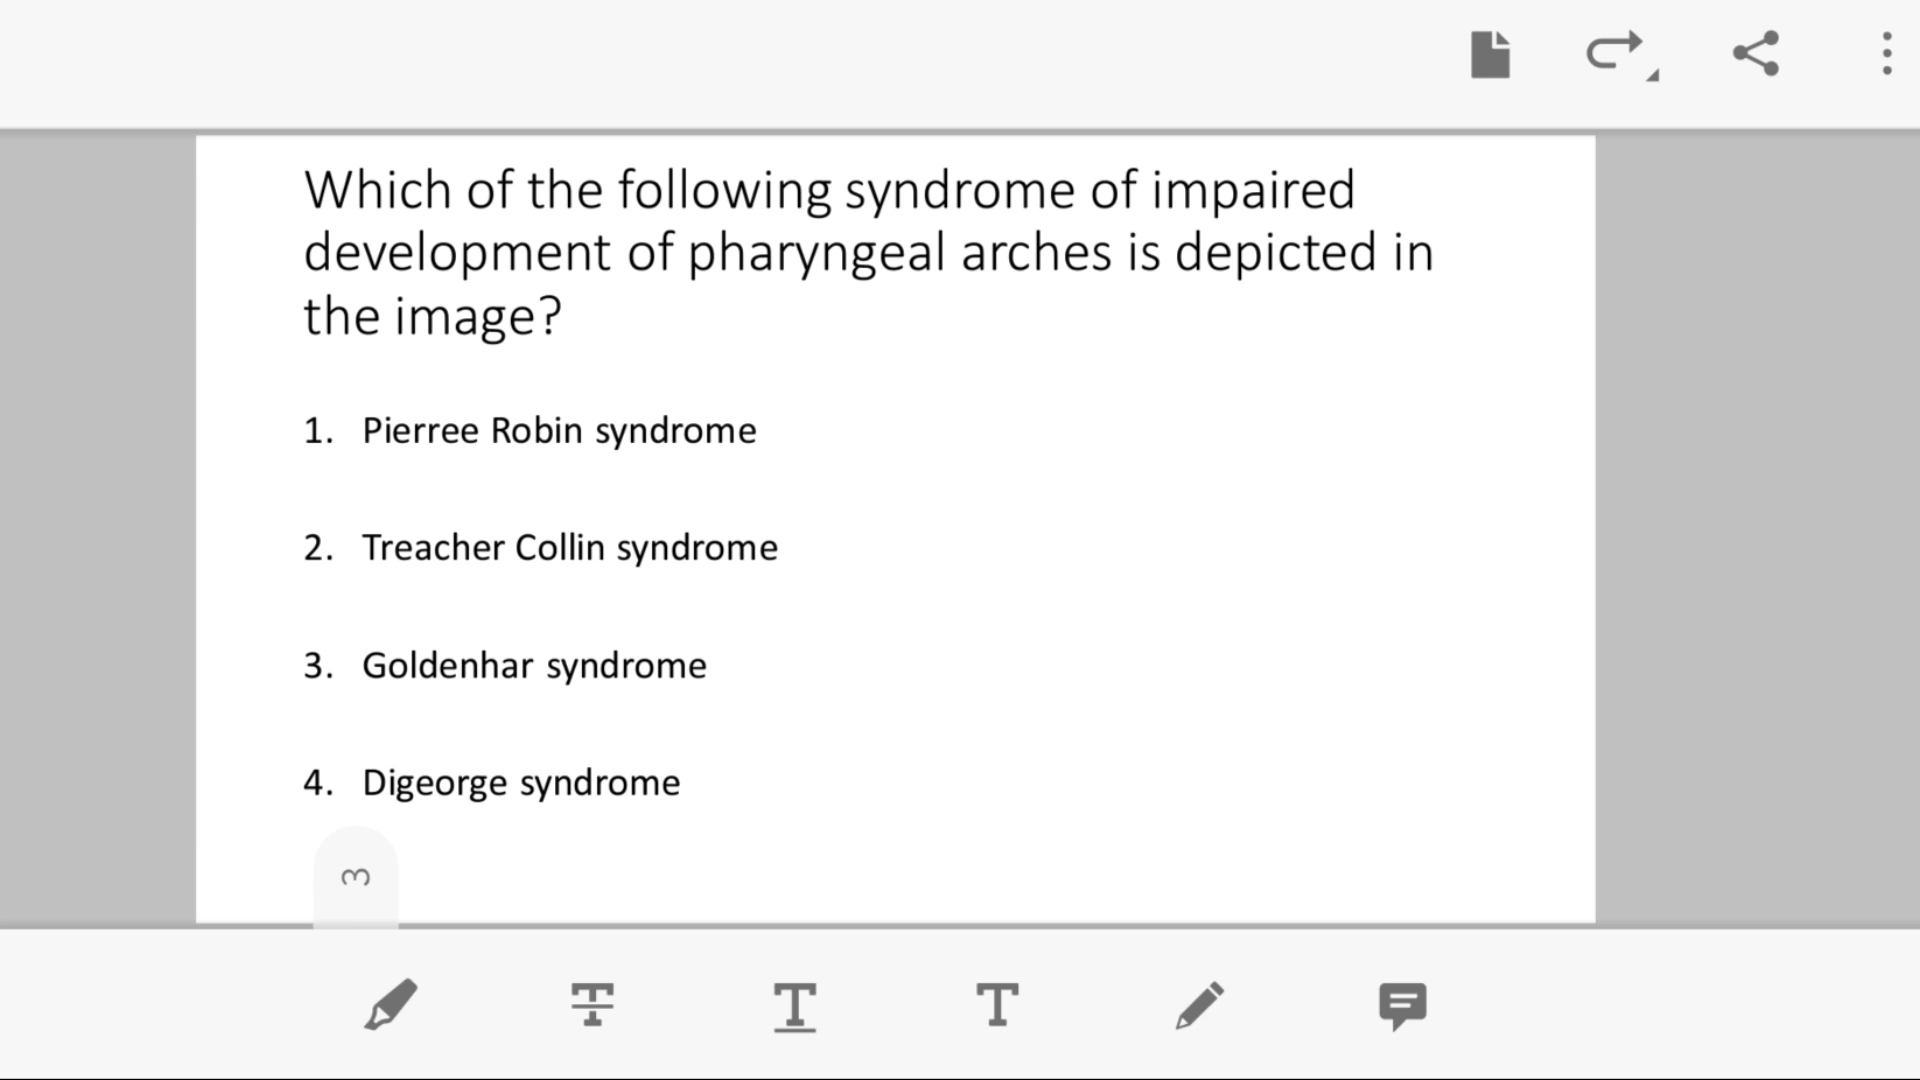 Which of the following syndrome of impaired
development of pharyngeal arches is depicted in
the image?
1. Pierree Robin syndrome
2. Treacher Collin syndrome
3. Goldenhar syndrome
4. Digeorge syndrome
3